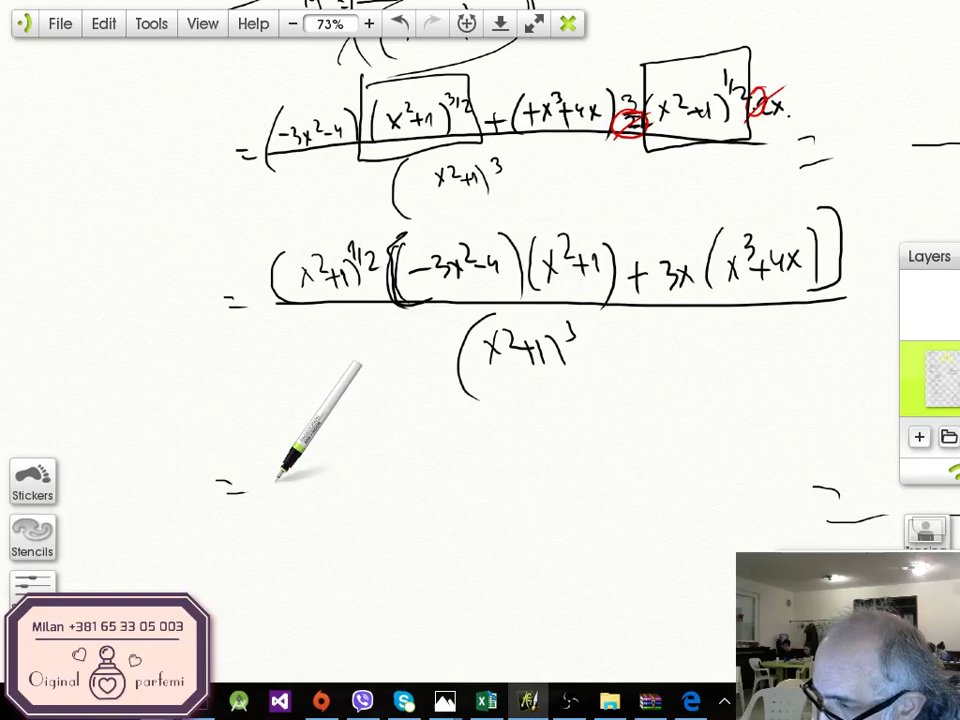 File Edit Tools View Help − 73% +
= (-3x²-4) (x²+1)^3/2 + (+x³+4x) 3/2 (x²+1)^1/2 · 2x. =
(x²+1)³
= (x²+1)^1/2 [(-3x²-4)(x²+1) + 3x (x³+4x)]
(x²+1)³
Layers
=
=
Stickers
Stencils
Milan +381 65 33 05 003
Oiginal parfemi